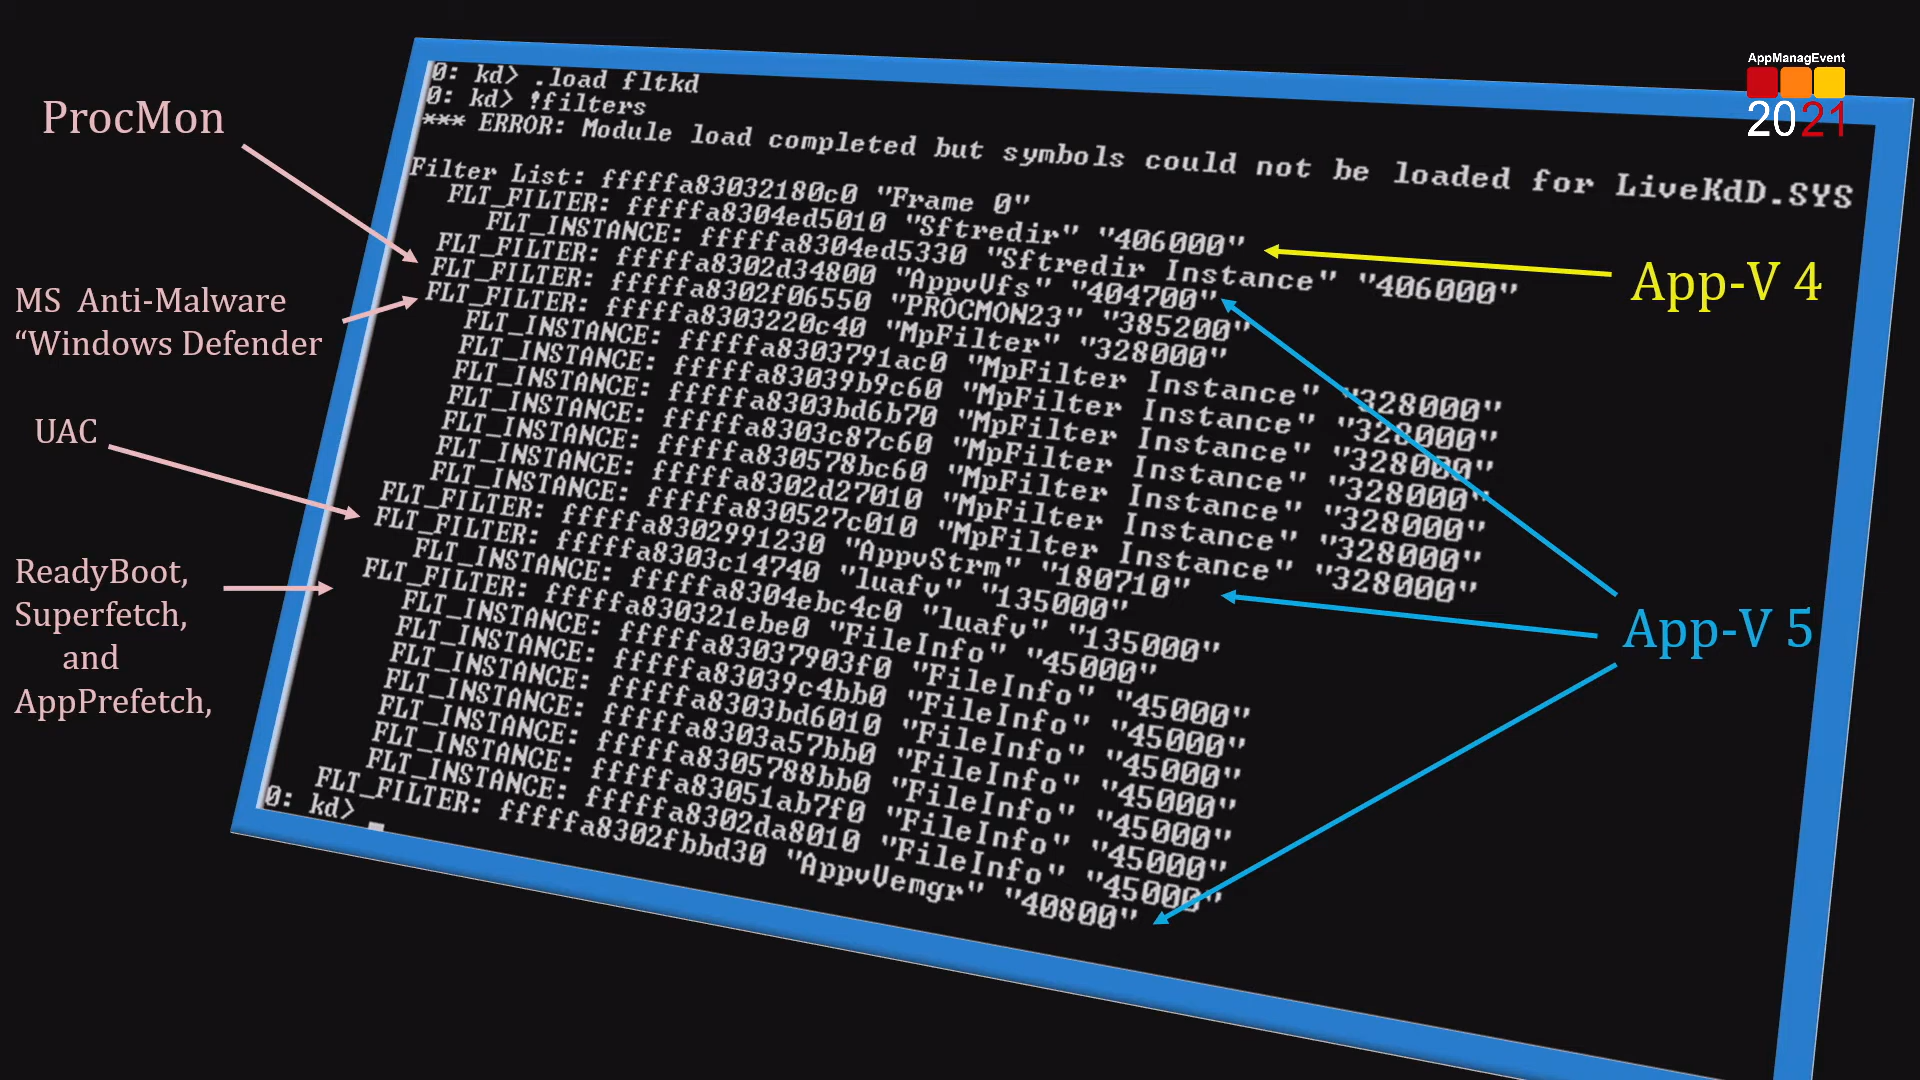 AppManagEvent
2021
ProcMon
MS Anti-Malware
“Windows Defender
UAC
ReadyBoot,
Superfetch,
and
AppPrefetch,
0: kd> .load fltkd
0: kd> !filters
*** ERROR: Module load completed but symbols could not be loaded for LiveKdD.SYS
Filter List: fffffa83032180c0 "Frame 0"
FLT_FILTER: fffffa8304ed5010 "Sftredir" "406000"
FLT_INSTANCE: fffffa8304ed5330 "Sftredir Instance" "406000"
FLT_FILTER: fffffa8302d34800 "AppvVfs" "404700"
FLT_FILTER: fffffa8302f06550 "PROCMON23" "385200"
FLT_FILTER: fffffa8303220c40 "MpFilter" "328000"
FLT_INSTANCE: fffffa8303791ac0 "MpFilter Instance" "328000"
FLT_INSTANCE: fffffa83039b9c60 "MpFilter Instance" "328000"
FLT_INSTANCE: fffffa8303bd6b70 "MpFilter Instance" "328000"
FLT_INSTANCE: fffffa8303c87c60 "MpFilter Instance" "328000"
FLT_INSTANCE: fffffa830578bc60 "MpFilter Instance" "328000"
FLT_INSTANCE: fffffa8302d27010 "MpFilter Instance" "328000"
FLT_INSTANCE: fffffa830527c010 "MpFilter Instance" "328000"
FLT_FILTER: fffffa8302991230 "AppvStrm" "180710"
FLT_FILTER: fffffa8303c14740 "luafv" "135000"
FLT_INSTANCE: fffffa8304ebc4c0 "luafv" "135000"
FLT_FILTER: fffffa830321ebe0 "FileInfo" "45000"
FLT_INSTANCE: fffffa83037903f0 "FileInfo" "45000"
FLT_INSTANCE: fffffa83039c4bb0 "FileInfo" "45000"
FLT_INSTANCE: fffffa8303bd6010 "FileInfo" "45000"
FLT_INSTANCE: fffffa8303a57bb0 "FileInfo" "45000"
FLT_INSTANCE: fffffa8305788bb0 "FileInfo" "45000"
FLT_INSTANCE: fffffa83051ab7f0 "FileInfo" "45000"
FLT_INSTANCE: fffffa8302da8010 "FileInfo" "45000"
FLT_FILTER: fffffa8302fbbd30 "AppvVemgr" "40800"
0: kd>
App-V 4
App-V 5